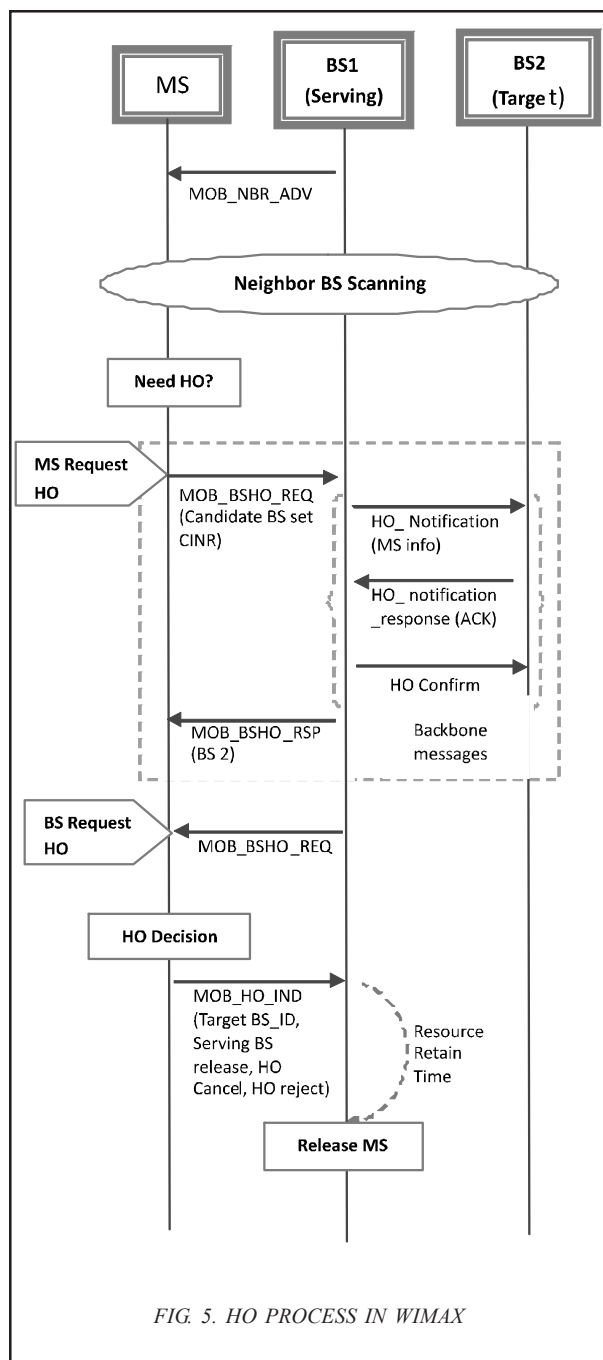 MS
BS1
(Serving)
BS2
(Target)
MOB_NBR_ADV
Neighbor BS Scanning
Need HO?
MS Request
HO
MOB_BSHO_REQ
(Candidate BS set
CINR)
HO_ Notification
(MS info)
HO_ notification
_response (ACK)
HO Confirm
MOB_BSHO_RSP
(BS 2)
Backbone
messages
BS Request
HO
MOB_BSHO_REQ
HO Decision
MOB_HO_IND
(Target BS_ID,
Serving BS
release, HO
Cancel, HO reject)
Resource
Retain
Time
Release MS
FIG. 5. HO PROCESS IN WIMAX